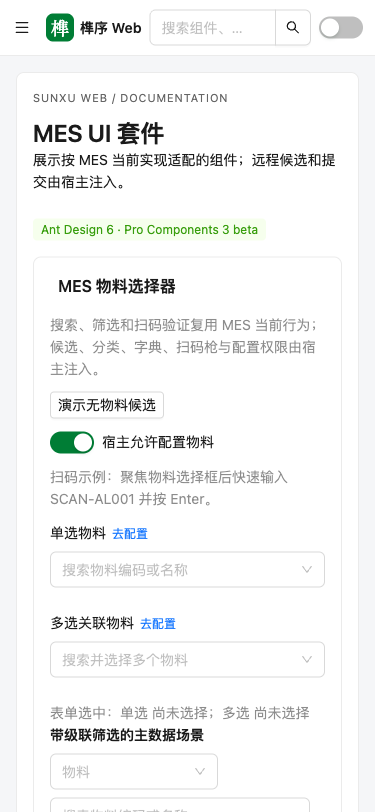 榫 榫序 Web 搜索组件、...
SUNXU WEB / DOCUMENTATION
MES UI 套件
展示按 MES 当前实现适配的组件；远程候选和提
交由宿主注入。
Ant Design 6 · Pro Components 3 beta
MES 物料选择器
搜索、筛选和扫码验证复用 MES 当前行为；
候选、分类、字典、扫码枪与配置权限由宿
主注入。
演示无物料候选
宿主允许配置物料
扫码示例：聚焦物料选择框后快速输入
SCAN-AL001 并按 Enter。
单选物料 去配置
搜索物料编码或名称
多选关联物料 去配置
搜索并选择多个物料
表单选中：单选 尚未选择；多选 尚未选择
带级联筛选的主数据场景
物料